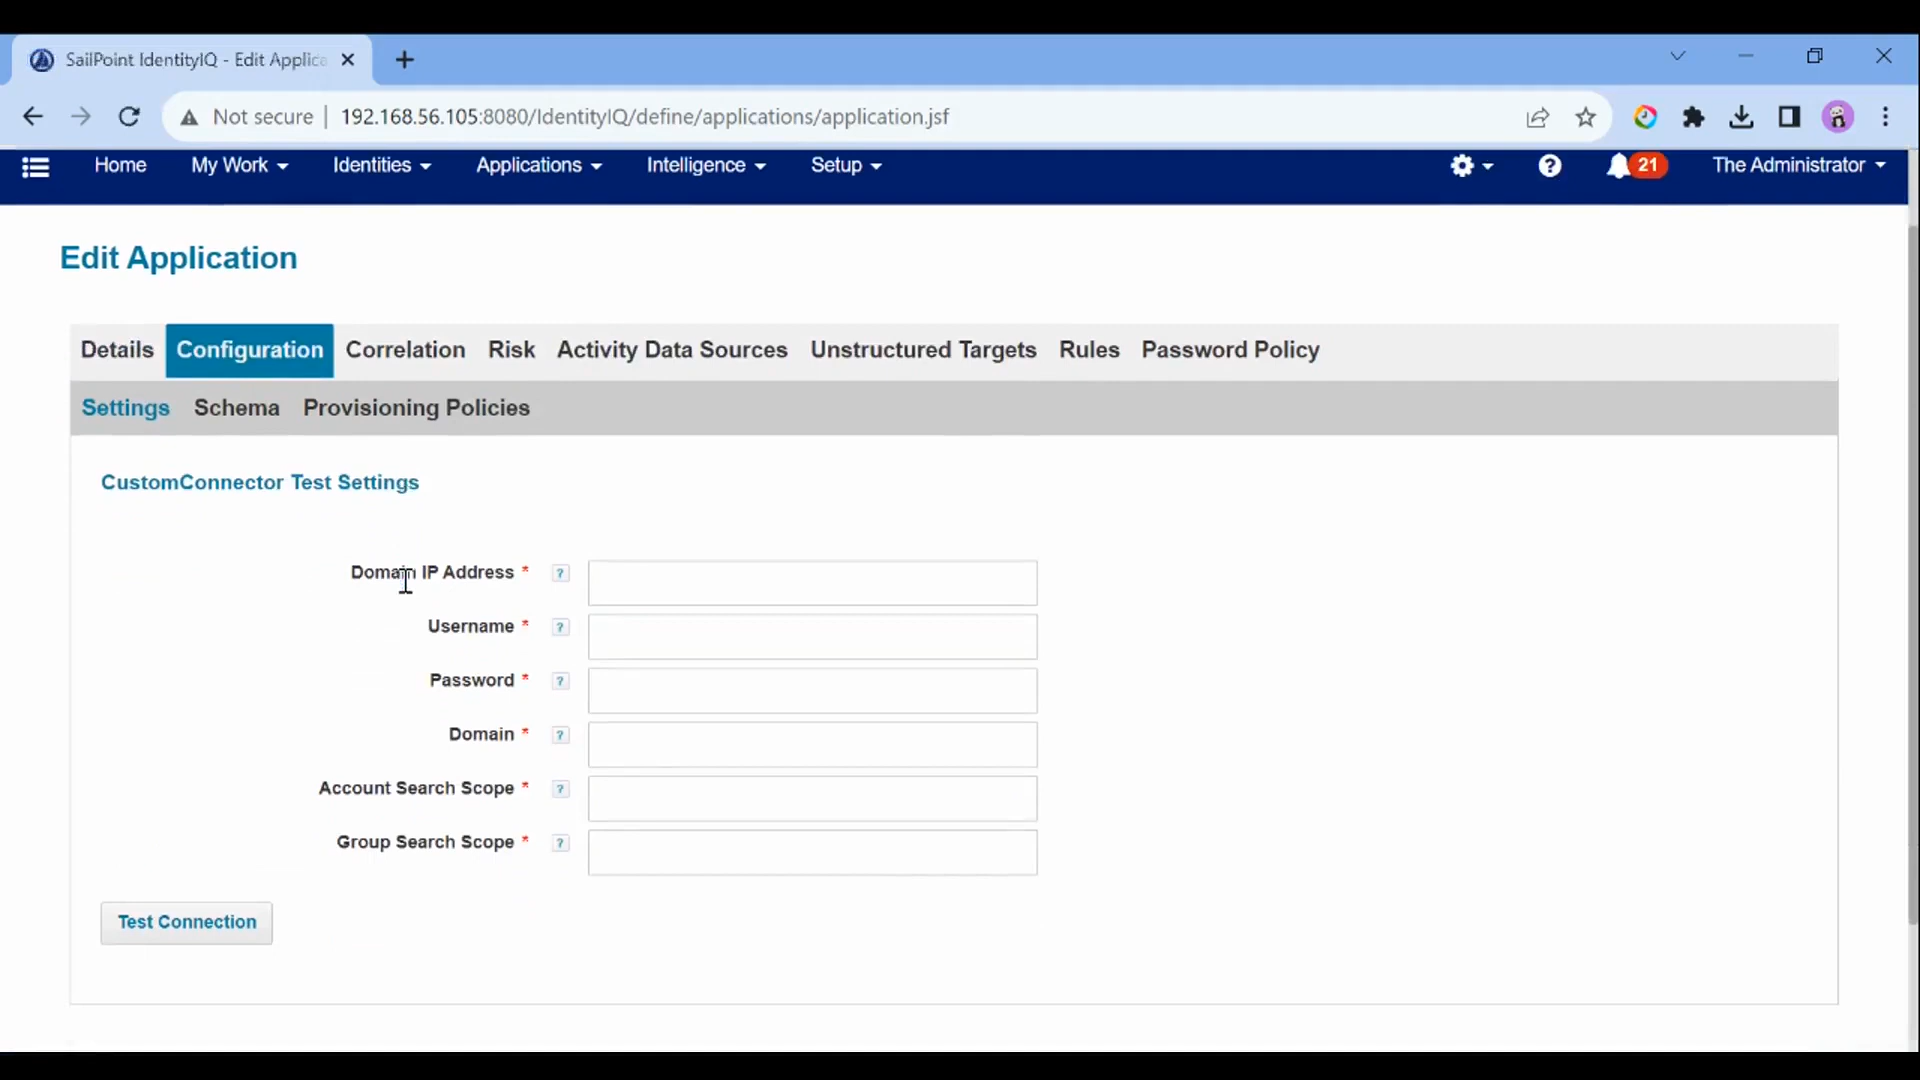 SailPoint IdentityIQ - Edit Applica
Not secure | 192.168.56.105:8080/IdentityIQ/define/applications/application.jsf
Home My Work Identities Applications Intelligence Setup 21 The Administrator
Edit Application
Details Configuration Correlation Risk Activity Data Sources Unstructured Targets Rules Password Policy
Settings Schema Provisioning Policies
CustomConnector Test Settings
Domain IP Address * ?
Username * ?
Password * ?
Domain * ?
Account Search Scope * ?
Group Search Scope * ?
Test Connection